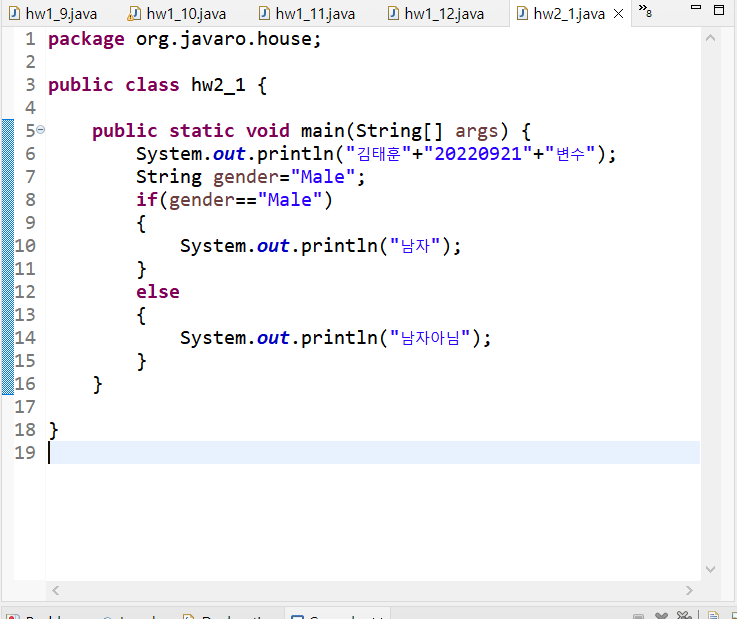 hw1_9.java hw1_10.java hw1_11.java hw1_12.java hw2_1.java 8
1 package org.javaro.house;
2
3 public class hw2_1 {
4
5 public static void main(String[] args) {
6 System.out.println("김태훈"+"20220921"+"변수");
7 String gender="Male";
8 if(gender=="Male")
9 {
10 System.out.println("남자");
11 }
12 else
13 {
14 System.out.println("남자아님");
15 }
16 }
17
18 }
19